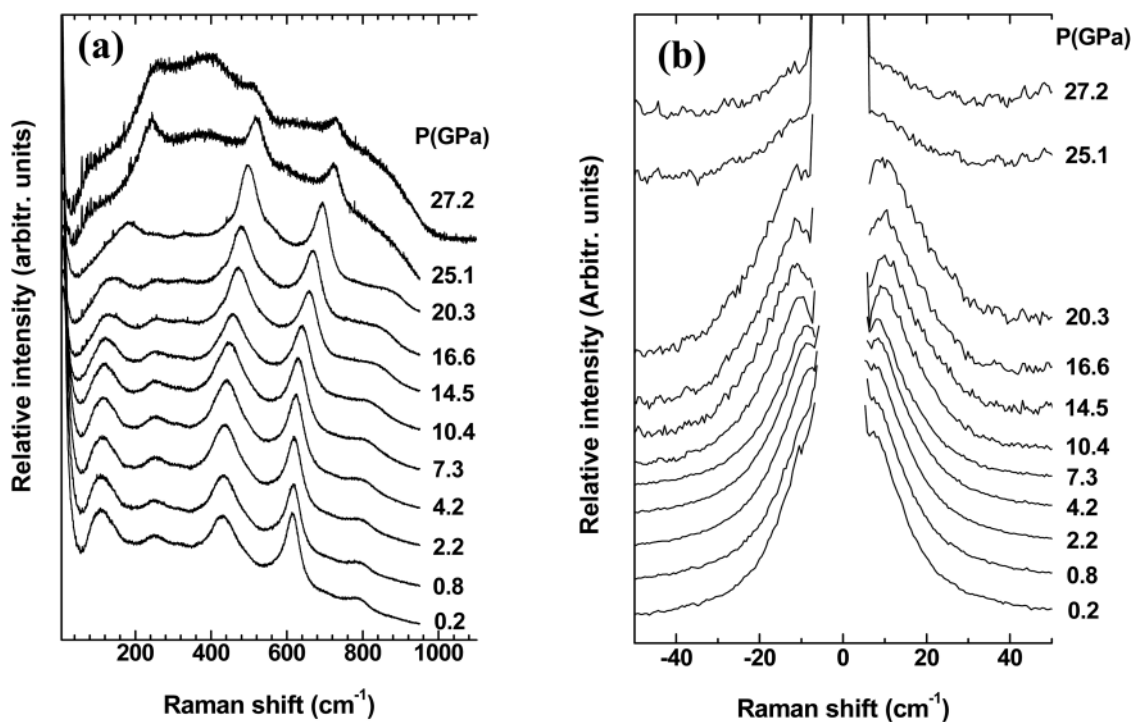 (a)
P(GPa)
27.2
25.1
20.3
16.6
14.5
10.4
7.3
4.2
2.2
0.8
0.2
Relative intensity (arbitr. units)
200 400 600 800 1000
Raman shift (cm⁻¹)
(b)
P(GPa)
27.2
25.1
20.3
16.6
14.5
10.4
7.3
4.2
2.2
0.8
0.2
Relative intensity (Arbitr. units)
-40 -20 0 20 40
Raman shift (cm⁻¹)